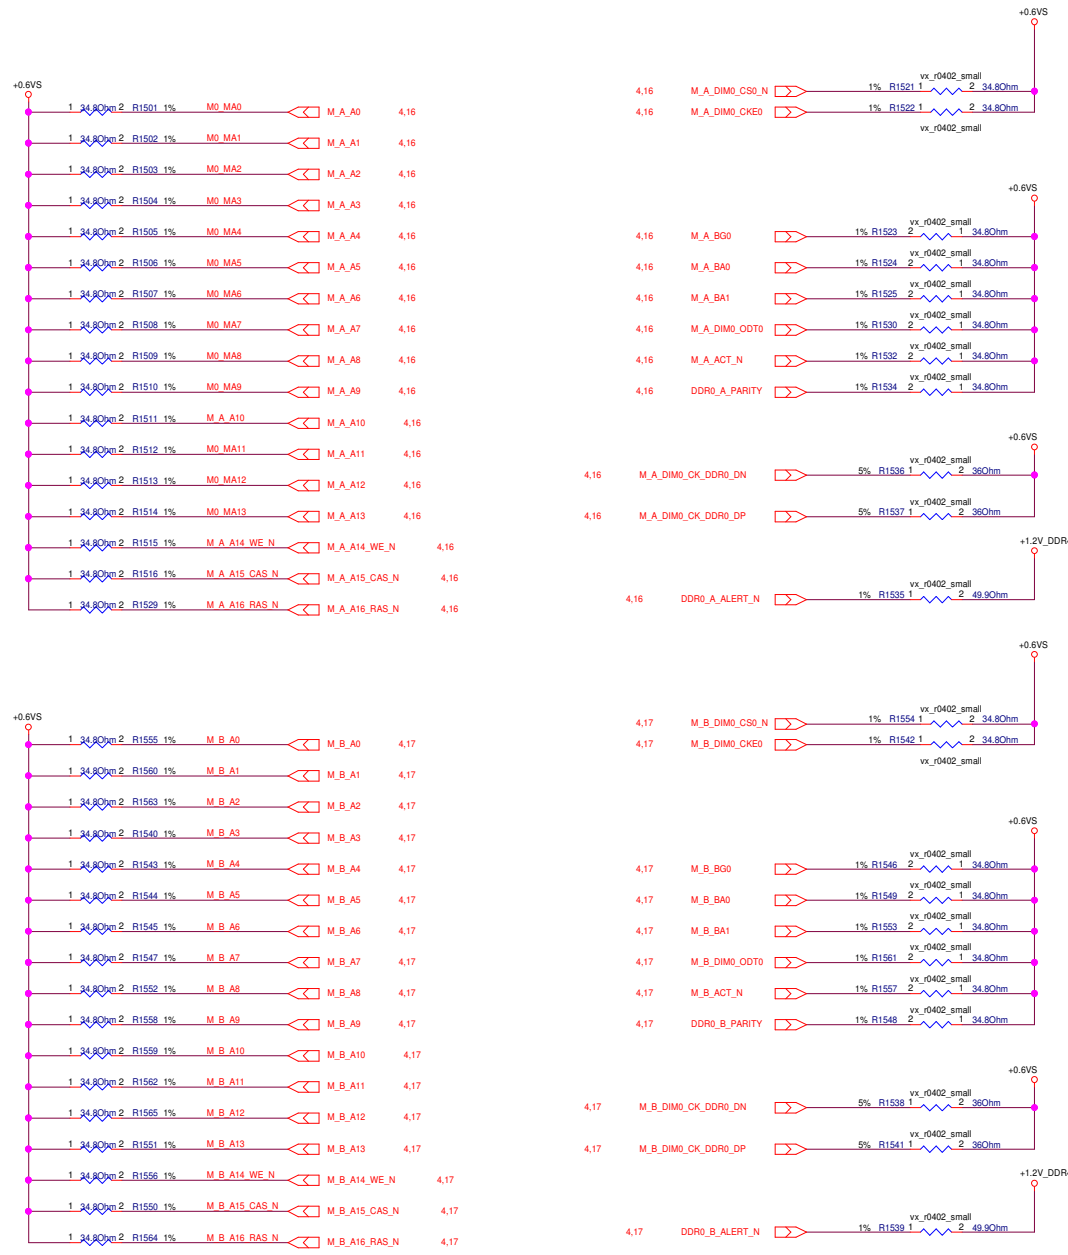 +0.6VS
1 34.8Ohm 2 R1501 1% M0_MA0 M_A_A0 4,16
1 34.8Ohm 2 R1502 1% M0_MA1 M_A_A1 4,16
1 34.8Ohm 2 R1503 1% M0_MA2 M_A_A2 4,16
1 34.8Ohm 2 R1504 1% M0_MA3 M_A_A3 4,16
1 34.8Ohm 2 R1505 1% M0_MA4 M_A_A4 4,16
1 34.8Ohm 2 R1506 1% M0_MA5 M_A_A5 4,16
1 34.8Ohm 2 R1507 1% M0_MA6 M_A_A6 4,16
1 34.8Ohm 2 R1508 1% M0_MA7 M_A_A7 4,16
1 34.8Ohm 2 R1509 1% M0_MA8 M_A_A8 4,16
1 34.8Ohm 2 R1510 1% M0_MA9 M_A_A9 4,16
1 34.8Ohm 2 R1511 1% M_A_A10 M_A_A10 4,16
1 34.8Ohm 2 R1512 1% M0_MA11 M_A_A11 4,16
1 34.8Ohm 2 R1513 1% M0_MA12 M_A_A12 4,16
1 34.8Ohm 2 R1514 1% M0_MA13 M_A_A13 4,16
1 34.8Ohm 2 R1515 1% M_A_A14_WE_N M_A_A14_WE_N 4,16
1 34.8Ohm 2 R1516 1% M_A_A15_CAS_N M_A_A15_CAS_N 4,16
1 34.8Ohm 2 R1529 1% M_A_A16_RAS_N M_A_A16_RAS_N 4,16
+0.6VS
vx_r0402_small
4,16 M_A_DIM0_CS0_N 1% R1521 1 2 34.8Ohm
4,16 M_A_DIM0_CKE0 1% R1522 1 2 34.8Ohm
vx_r0402_small
+0.6VS
vx_r0402_small
4,16 M_A_BG0 1% R1523 2 1 34.8Ohm
vx_r0402_small
4,16 M_A_BA0 1% R1524 2 1 34.8Ohm
vx_r0402_small
4,16 M_A_BA1 1% R1525 2 1 34.8Ohm
vx_r0402_small
4,16 M_A_DIM0_ODT0 1% R1530 2 1 34.8Ohm
vx_r0402_small
4,16 M_A_ACT_N 1% R1532 2 1 34.8Ohm
vx_r0402_small
4,16 DDR0_A_PARITY 1% R1534 2 1 34.8Ohm
+0.6VS
vx_r0402_small
4,16 M_A_DIM0_CK_DDR0_DN 5% R1536 1 2 36Ohm
vx_r0402_small
4,16 M_A_DIM0_CK_DDR0_DP 5% R1537 1 2 36Ohm
+1.2V_DDR
vx_r0402_small
4,16 DDR0_A_ALERT_N 1% R1535 1 2 49.9Ohm
+0.6VS
1 34.8Ohm 2 R1555 1% M_B_A0 M_B_A0 4,17
1 34.8Ohm 2 R1560 1% M_B_A1 M_B_A1 4,17
1 34.8Ohm 2 R1563 1% M_B_A2 M_B_A2 4,17
1 34.8Ohm 2 R1540 1% M_B_A3 M_B_A3 4,17
1 34.8Ohm 2 R1543 1% M_B_A4 M_B_A4 4,17
1 34.8Ohm 2 R1544 1% M_B_A5 M_B_A5 4,17
1 34.8Ohm 2 R1545 1% M_B_A6 M_B_A6 4,17
1 34.8Ohm 2 R1547 1% M_B_A7 M_B_A7 4,17
1 34.8Ohm 2 R1552 1% M_B_A8 M_B_A8 4,17
1 34.8Ohm 2 R1558 1% M_B_A9 M_B_A9 4,17
1 34.8Ohm 2 R1559 1% M_B_A10 M_B_A10 4,17
1 34.8Ohm 2 R1562 1% M_B_A11 M_B_A11 4,17
1 34.8Ohm 2 R1565 1% M_B_A12 M_B_A12 4,17
1 34.8Ohm 2 R1551 1% M_B_A13 M_B_A13 4,17
1 34.8Ohm 2 R1556 1% M_B_A14_WE_N M_B_A14_WE_N 4,17
1 34.8Ohm 2 R1550 1% M_B_A15_CAS_N M_B_A15_CAS_N 4,17
1 34.8Ohm 2 R1564 1% M_B_A16_RAS_N M_B_A16_RAS_N 4,17
+0.6VS
vx_r0402_small
4,17 M_B_DIM0_CS0_N 1% R1554 1 2 34.8Ohm
4,17 M_B_DIM0_CKE0 1% R1542 1 2 34.8Ohm
vx_r0402_small
+0.6VS
vx_r0402_small
4,17 M_B_BG0 1% R1546 2 1 34.8Ohm
vx_r0402_small
4,17 M_B_BA0 1% R1549 2 1 34.8Ohm
vx_r0402_small
4,17 M_B_BA1 1% R1553 2 1 34.8Ohm
vx_r0402_small
4,17 M_B_DIM0_ODT0 1% R1561 2 1 34.8Ohm
vx_r0402_small
4,17 M_B_ACT_N 1% R1557 2 1 34.8Ohm
vx_r0402_small
4,17 DDR0_B_PARITY 1% R1548 2 1 34.8Ohm
+0.6VS
vx_r0402_small
4,17 M_B_DIM0_CK_DDR0_DN 5% R1538 1 2 36Ohm
vx_r0402_small
4,17 M_B_DIM0_CK_DDR0_DP 5% R1541 1 2 36Ohm
+1.2V_DDR
vx_r0402_small
4,17 DDR0_B_ALERT_N 1% R1539 1 2 49.9Ohm